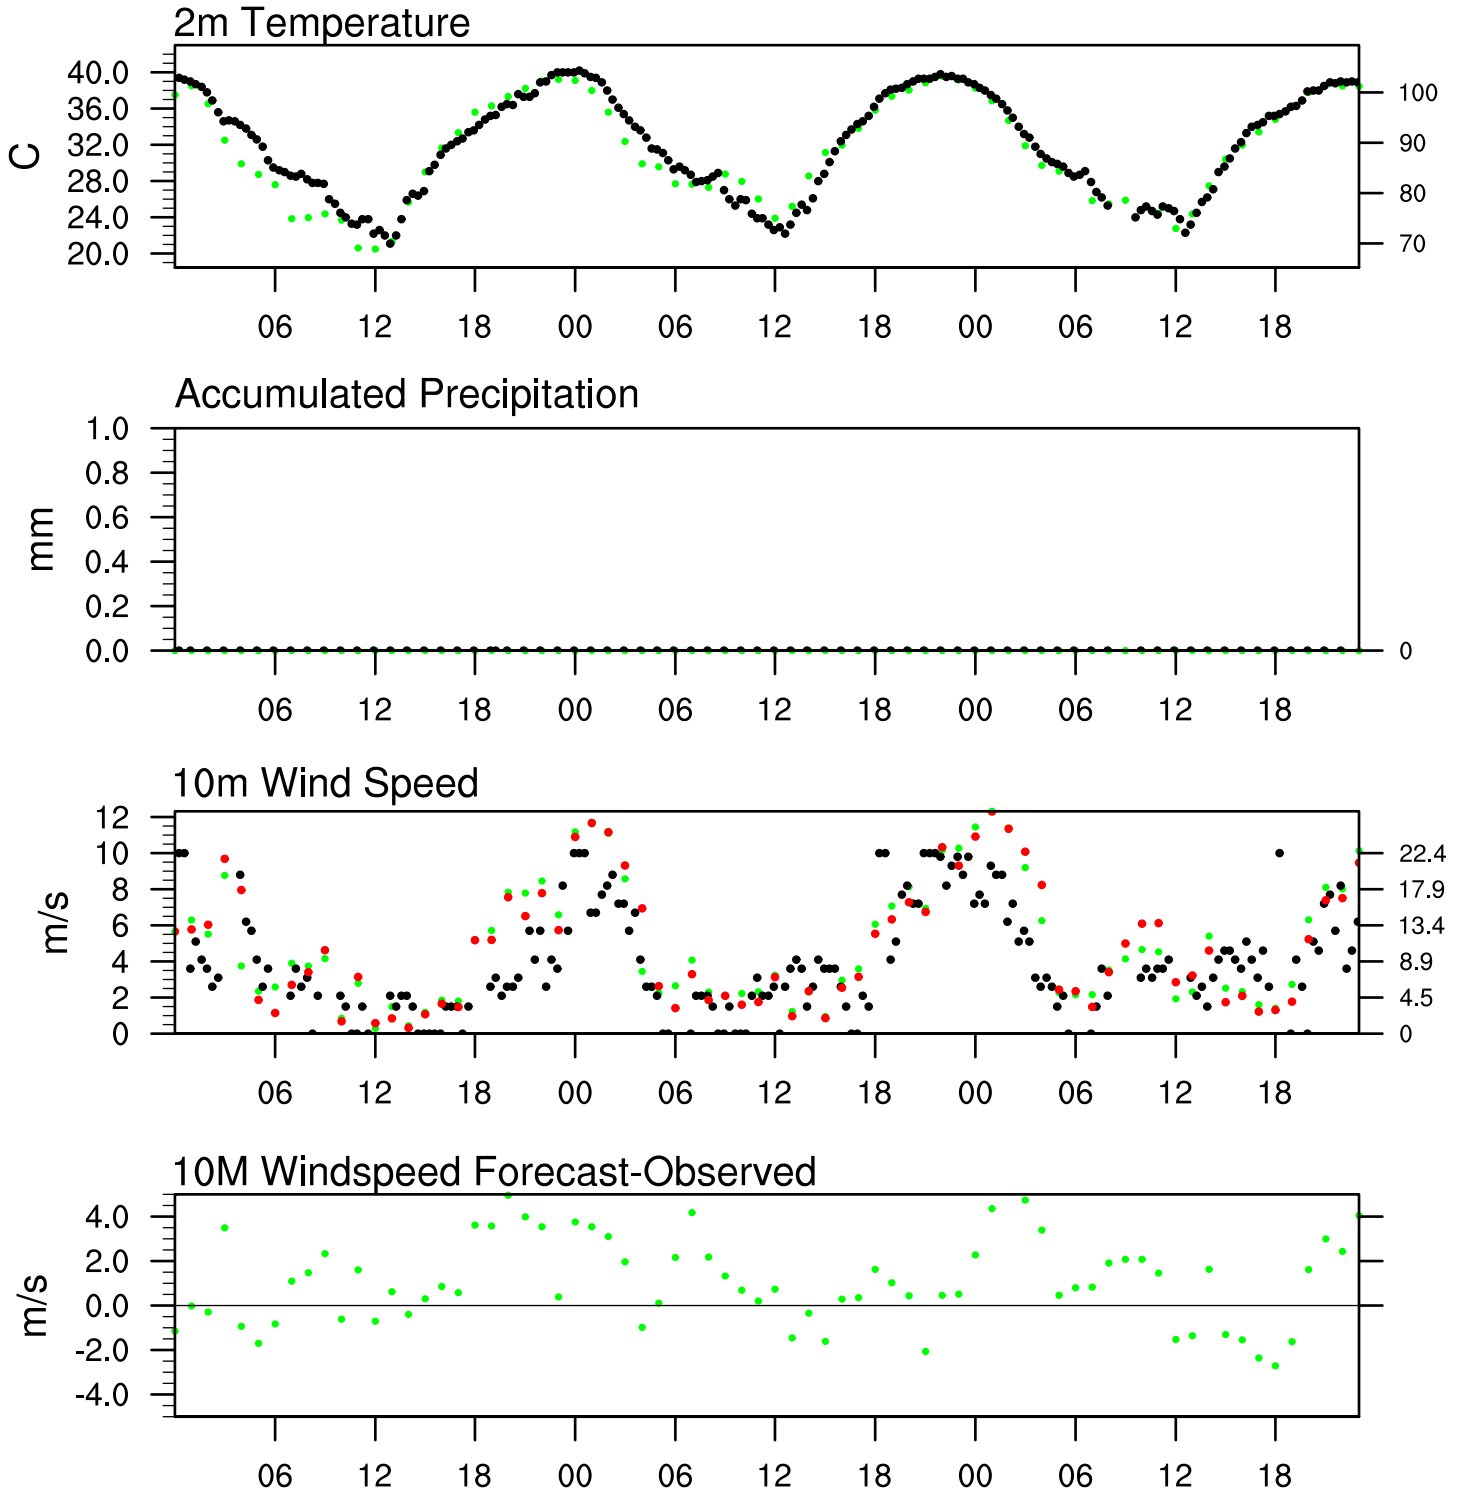 2m Temperature
40.0
36.0
32.0
28.0
24.0
20.0
C
100
90
80
70
06 12 18 00 06 12 18 00 06 12 18
Accumulated Precipitation
1.0
0.8
0.6
0.4
0.2
0.0
mm
0
06 12 18 00 06 12 18 00 06 12 18
10m Wind Speed
12
10
8
6
4
2
0
m/s
22.4
17.9
13.4
8.9
4.5
0
06 12 18 00 06 12 18 00 06 12 18
10M Windspeed Forecast-Observed
4.0
2.0
0.0
-2.0
-4.0
m/s
06 12 18 00 06 12 18 00 06 12 18